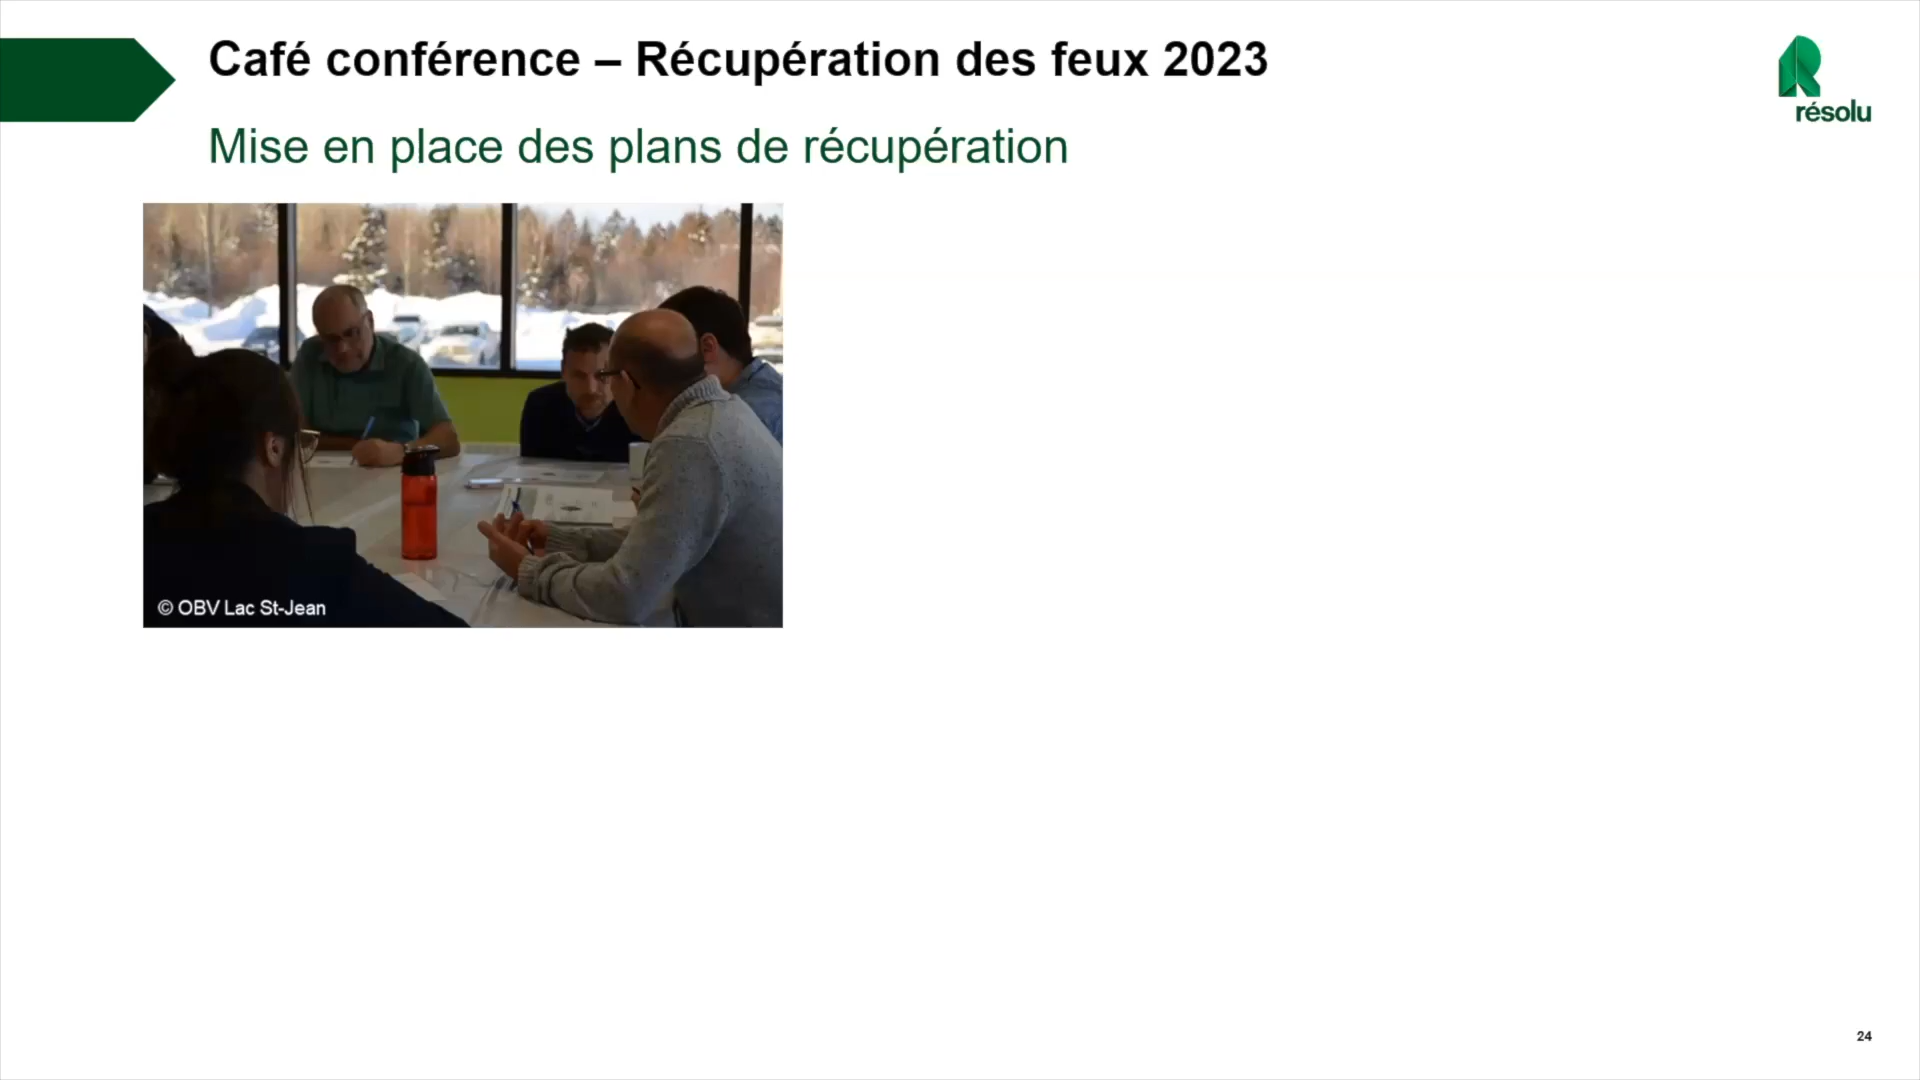 Café conférence – Récupération des feux 2023
résolu
Mise en place des plans de récupération
© OBV Lac St-Jean
24